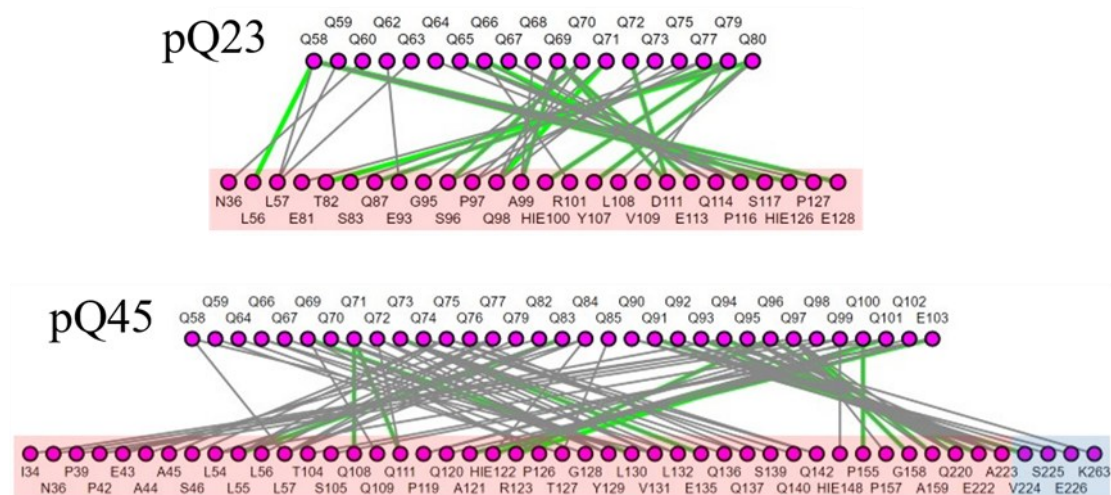 pQ23
Q59 Q62 Q64 Q66 Q68 Q70 Q72 Q75 Q79
Q58 Q60 Q63 Q65 Q67 Q69 Q71 Q73 Q77 Q80
N36 L57 T82 Q87 G95 P97 A99 R101 L108 D111 Q114 S117 P127
L56 E81 S83 E93 S96 Q98 HIE100 Y107 V109 E113 P116 HIE126 E128
pQ45
Q59 Q66 Q69 Q71 Q73 Q75 Q77 Q82 Q84 Q90 Q92 Q94 Q96 Q98 Q100 Q102
Q58 Q64 Q67 Q70 Q72 Q74 Q76 Q79 Q83 Q85 Q91 Q93 Q95 Q97 Q99 Q101 E103
I34 P39 E43 A45 L54 L56 T104 Q108 Q111 Q120 HIE122 P126 G128 L130 L132 Q136 S139 Q142 P155 G158 Q220 A223 S225 K263
N36 P42 A44 S46 L55 L57 S105 Q109 P119 A121 R123 T127 Y129 V131 E135 Q137 Q140 HIE148 P157 A159 E222 V224 E226